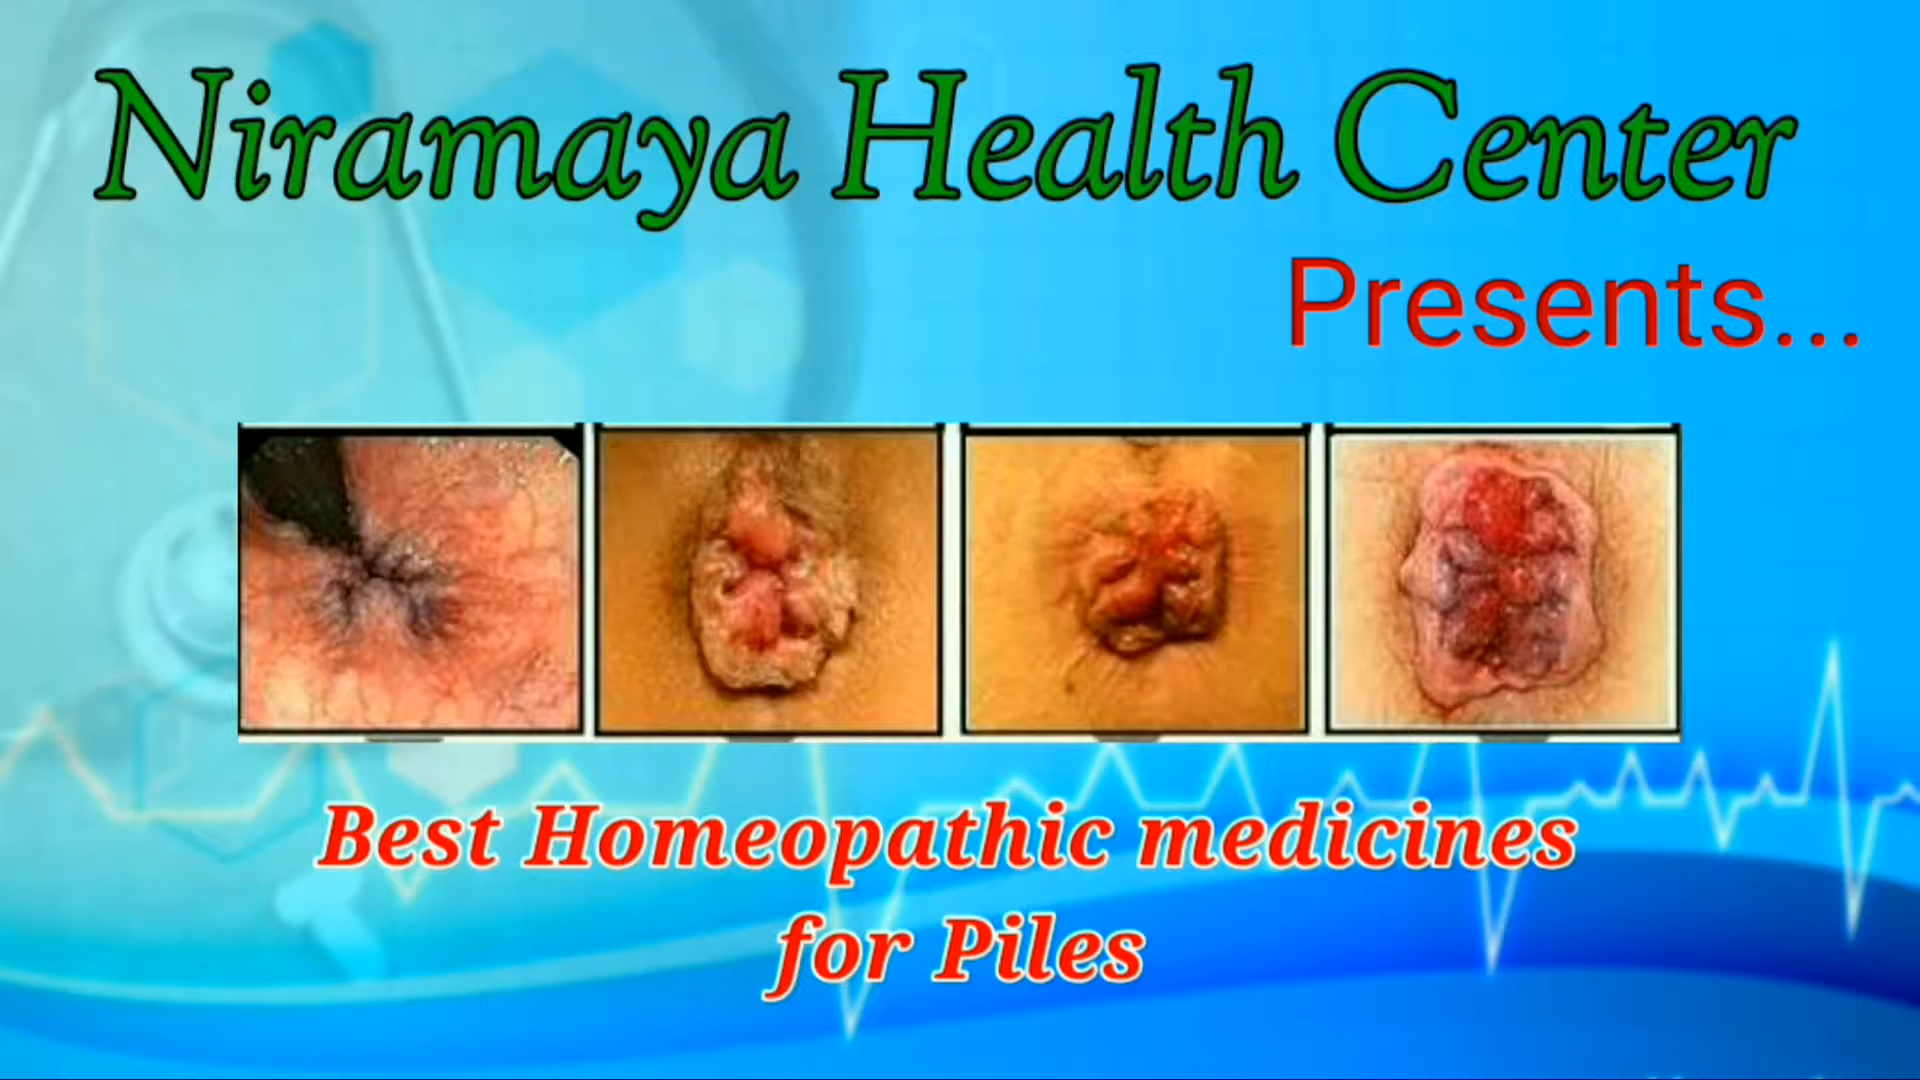 Niramaya Health Center
Presents...
Best Homeopathic medicines
for Piles